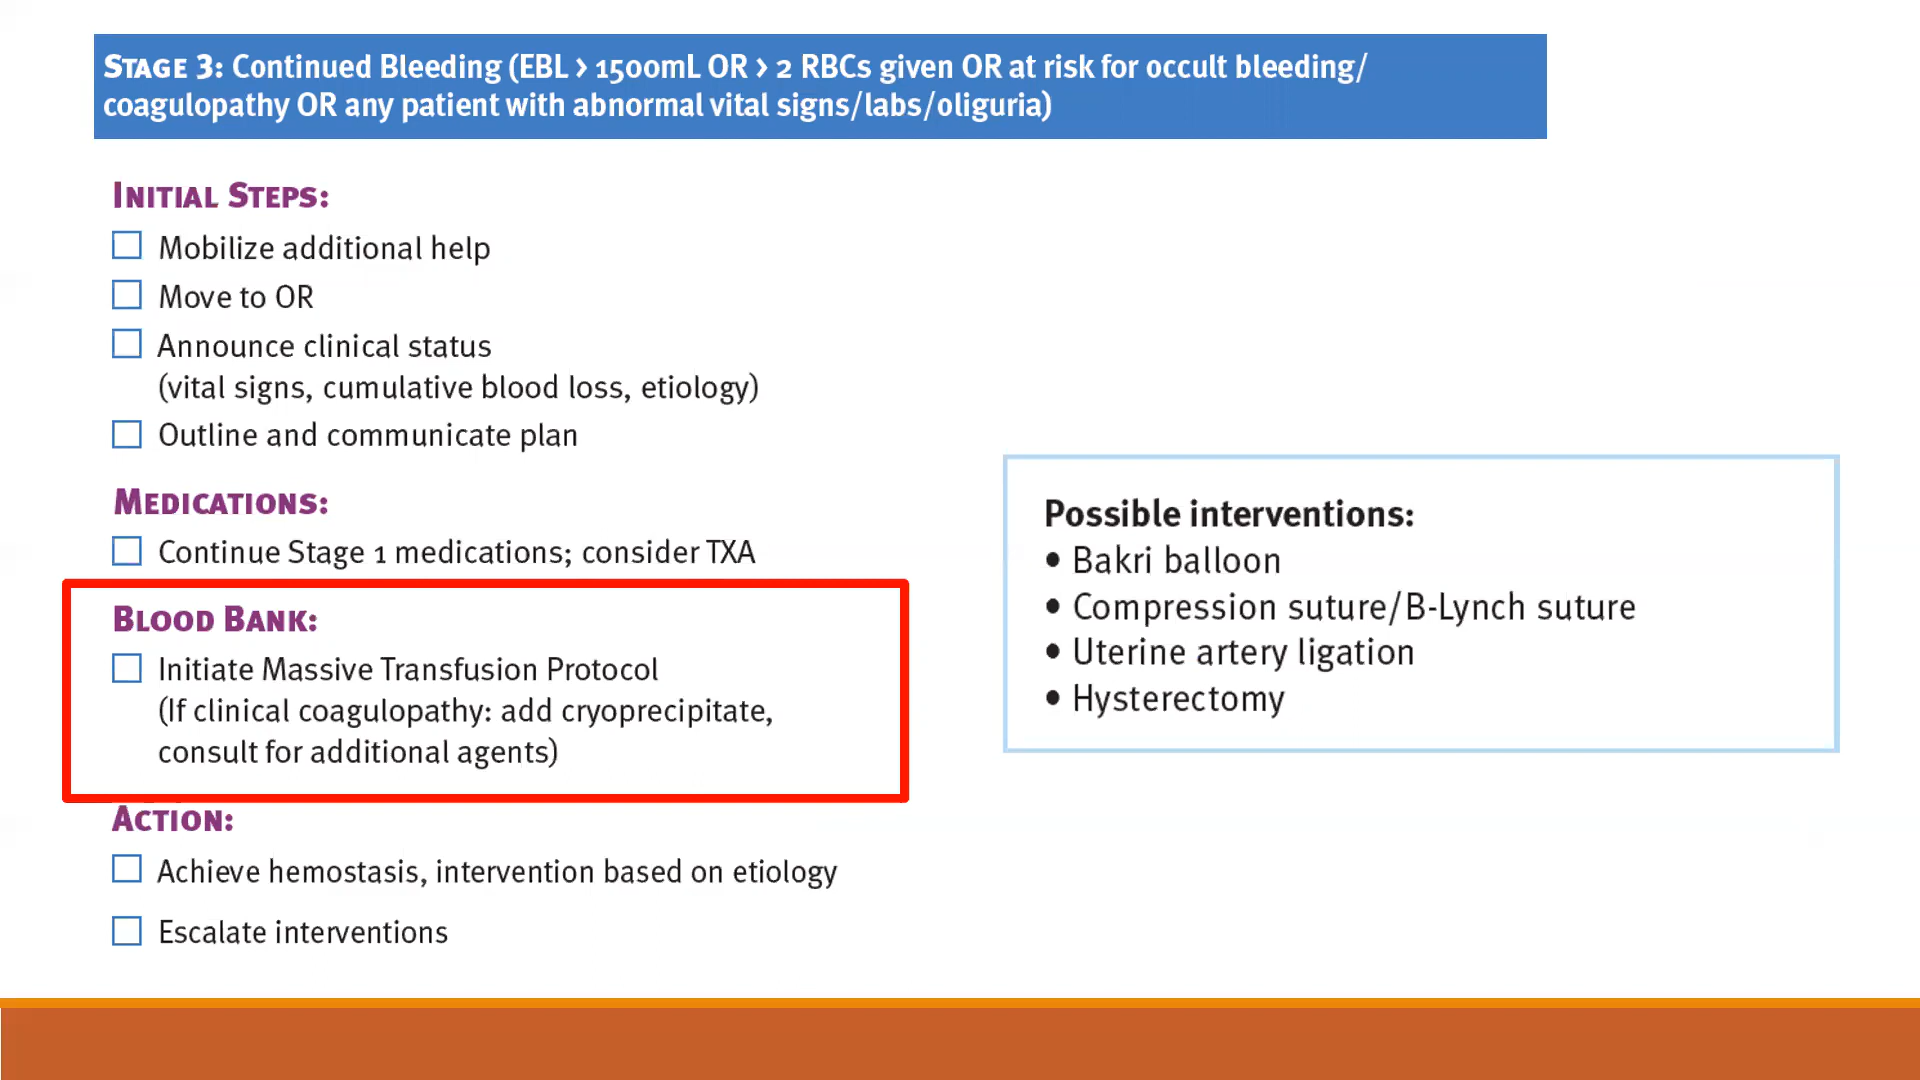 STAGE 3: Continued Bleeding (EBL > 1500mL OR > 2 RBCs given OR at risk for occult bleeding/
coagulopathy OR any patient with abnormal vital signs/labs/oliguria)
INITIAL STEPS:
Mobilize additional help
Move to OR
Announce clinical status
(vital signs, cumulative blood loss, etiology)
Outline and communicate plan
MEDICATIONS:
Continue Stage 1 medications; consider TXA
BLOOD BANK:
Initiate Massive Transfusion Protocol
(If clinical coagulopathy: add cryoprecipitate,
consult for additional agents)
ACTION:
Achieve hemostasis, intervention based on etiology
Escalate interventions
Possible interventions:
• Bakri balloon
• Compression suture/B-Lynch suture
• Uterine artery ligation
• Hysterectomy